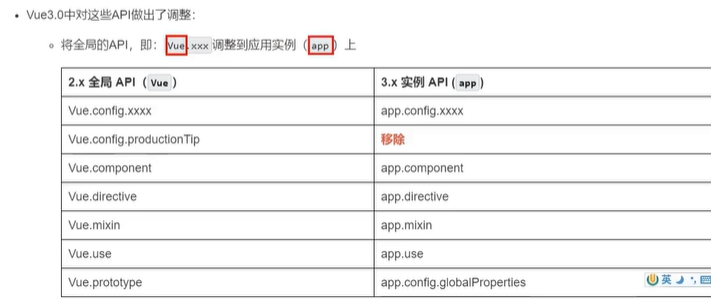 Vue3.0中对这些API做出了调整：
将全局的API，即：Vue.xxx调整到应用实例（app）上
2.x 全局 API（Vue） 3.x 实例 API (app)
Vue.config.xxxx app.config.xxxx
Vue.config.productionTip 移除
Vue.component app.component
Vue.directive app.directive
Vue.mixin app.mixin
Vue.use app.use
Vue.prototype app.config.globalProperties
英